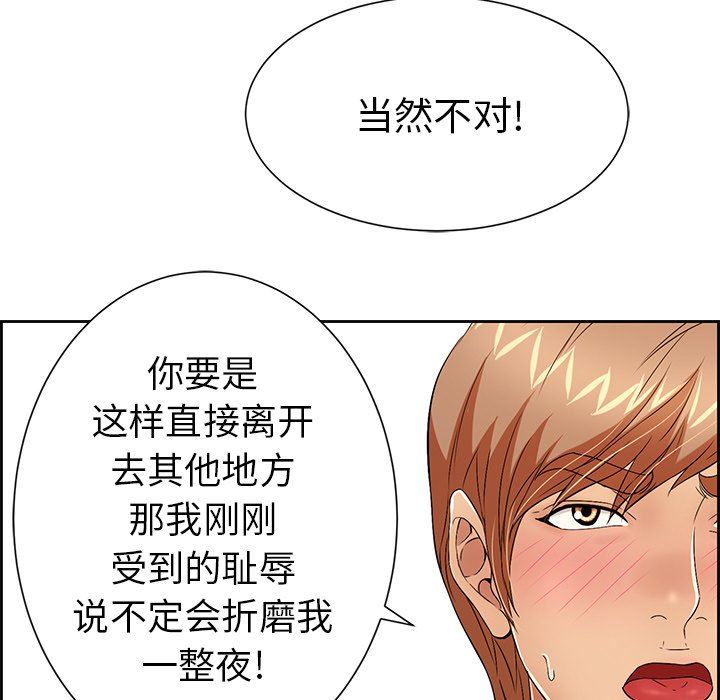 当然不对!
你要是
这样直接离开
去其他地方
那我刚刚
受到的耻辱
说不定会折磨我
一整夜!